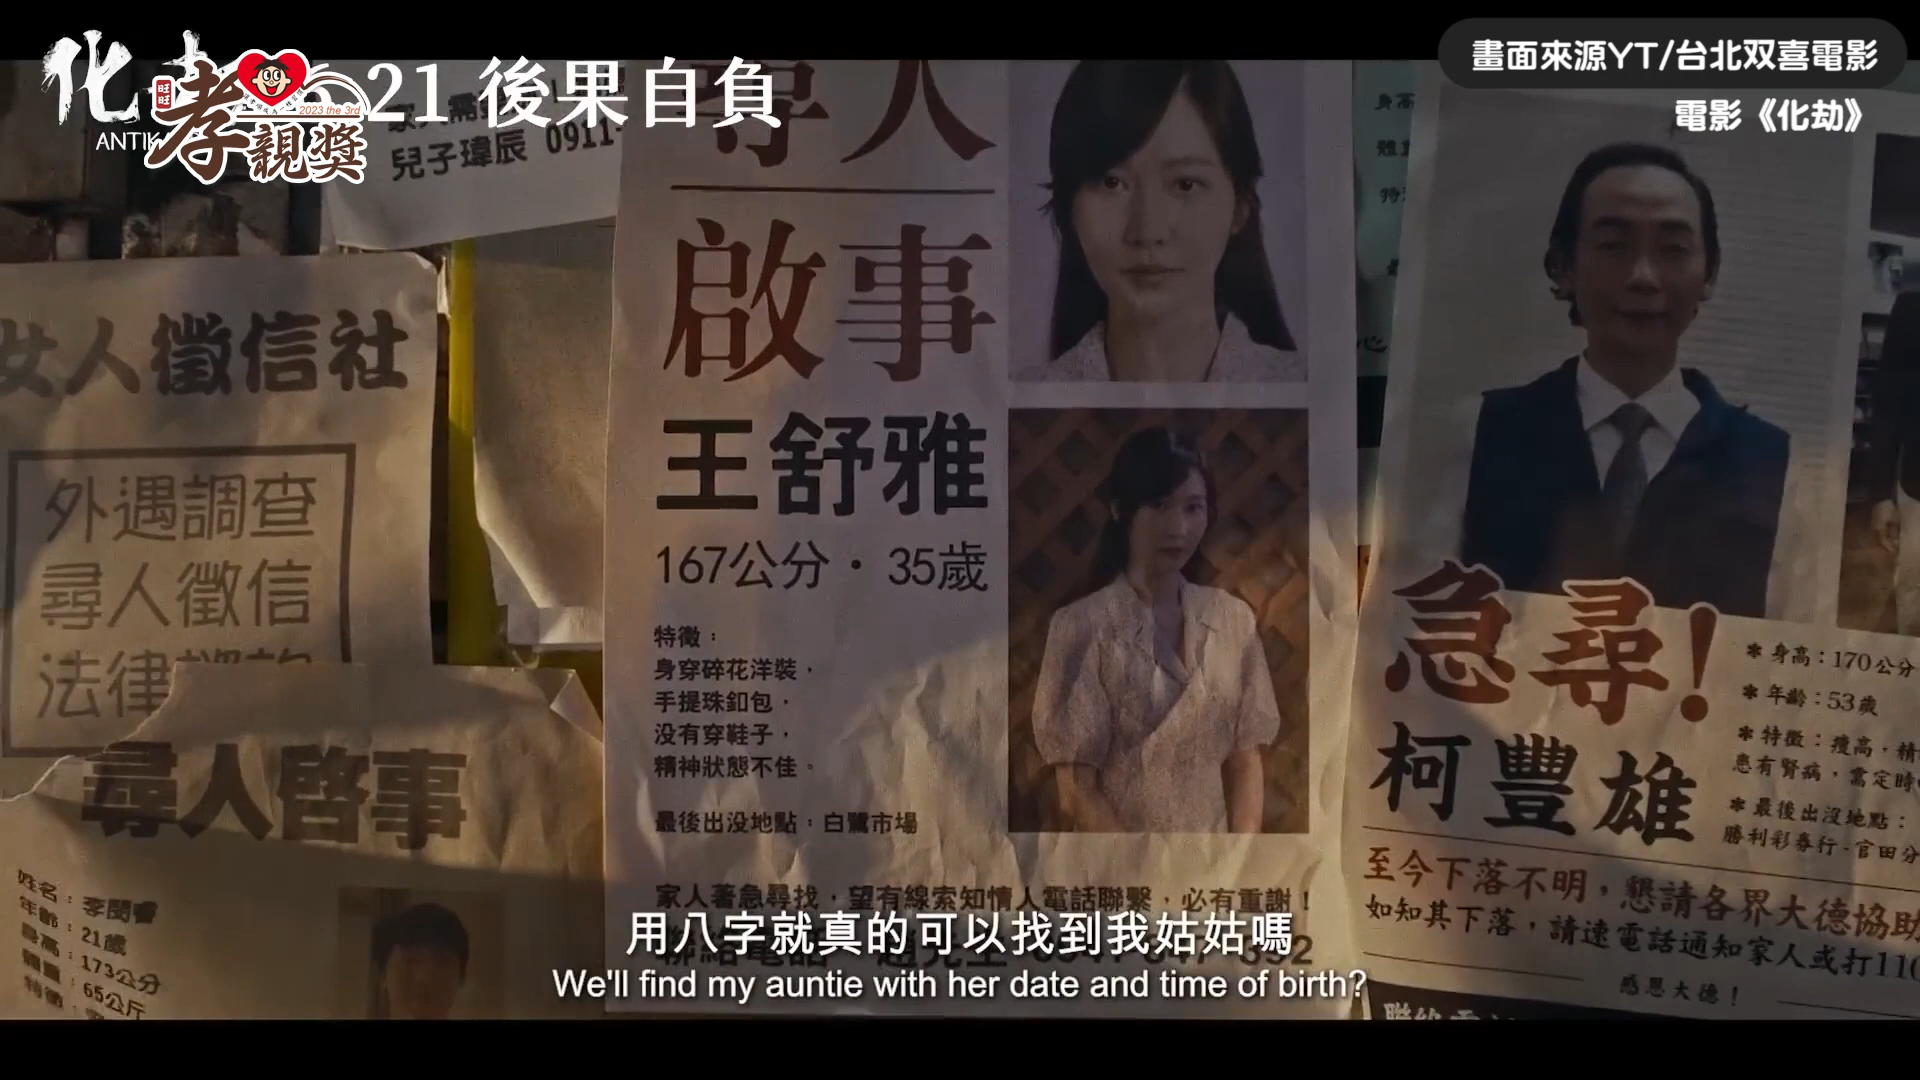 畫面來源YT/台北双喜電影
電影《化劫》
化
21 後果自負
ANTIK
旺旺
2023 the 3rd
孝親獎
兒子瑋辰 0911-
尋人
啟事
王舒雅
167公分·35歲
特徵：
身穿碎花洋裝，
手提珠釦包，
沒有穿鞋子，
精神狀態不佳。
最後出沒地點：白鷺市場
家人著急尋找，望有線索知情人電話聯繫，必有重謝！
女人徵信社
外遇調查
尋人徵信
法律
尋人啓事
姓名：李閔睿
年齡：21歲
身高：173公分
體重：65公斤
特徵：
身高
特
急尋！
柯豐雄
＊身高：170公分
＊年齡：53歲
＊特徵：瘦高，精
患有腎病，需定時
＊最後出沒地點：
勝利彩券行-官田分
至今下落不明，懇請各界大德協助
如知其下落，請速電話通知家人或打110
感恩大德！
用八字就真的可以找到我姑姑嗎
We'll find my auntie with her date and time of birth?